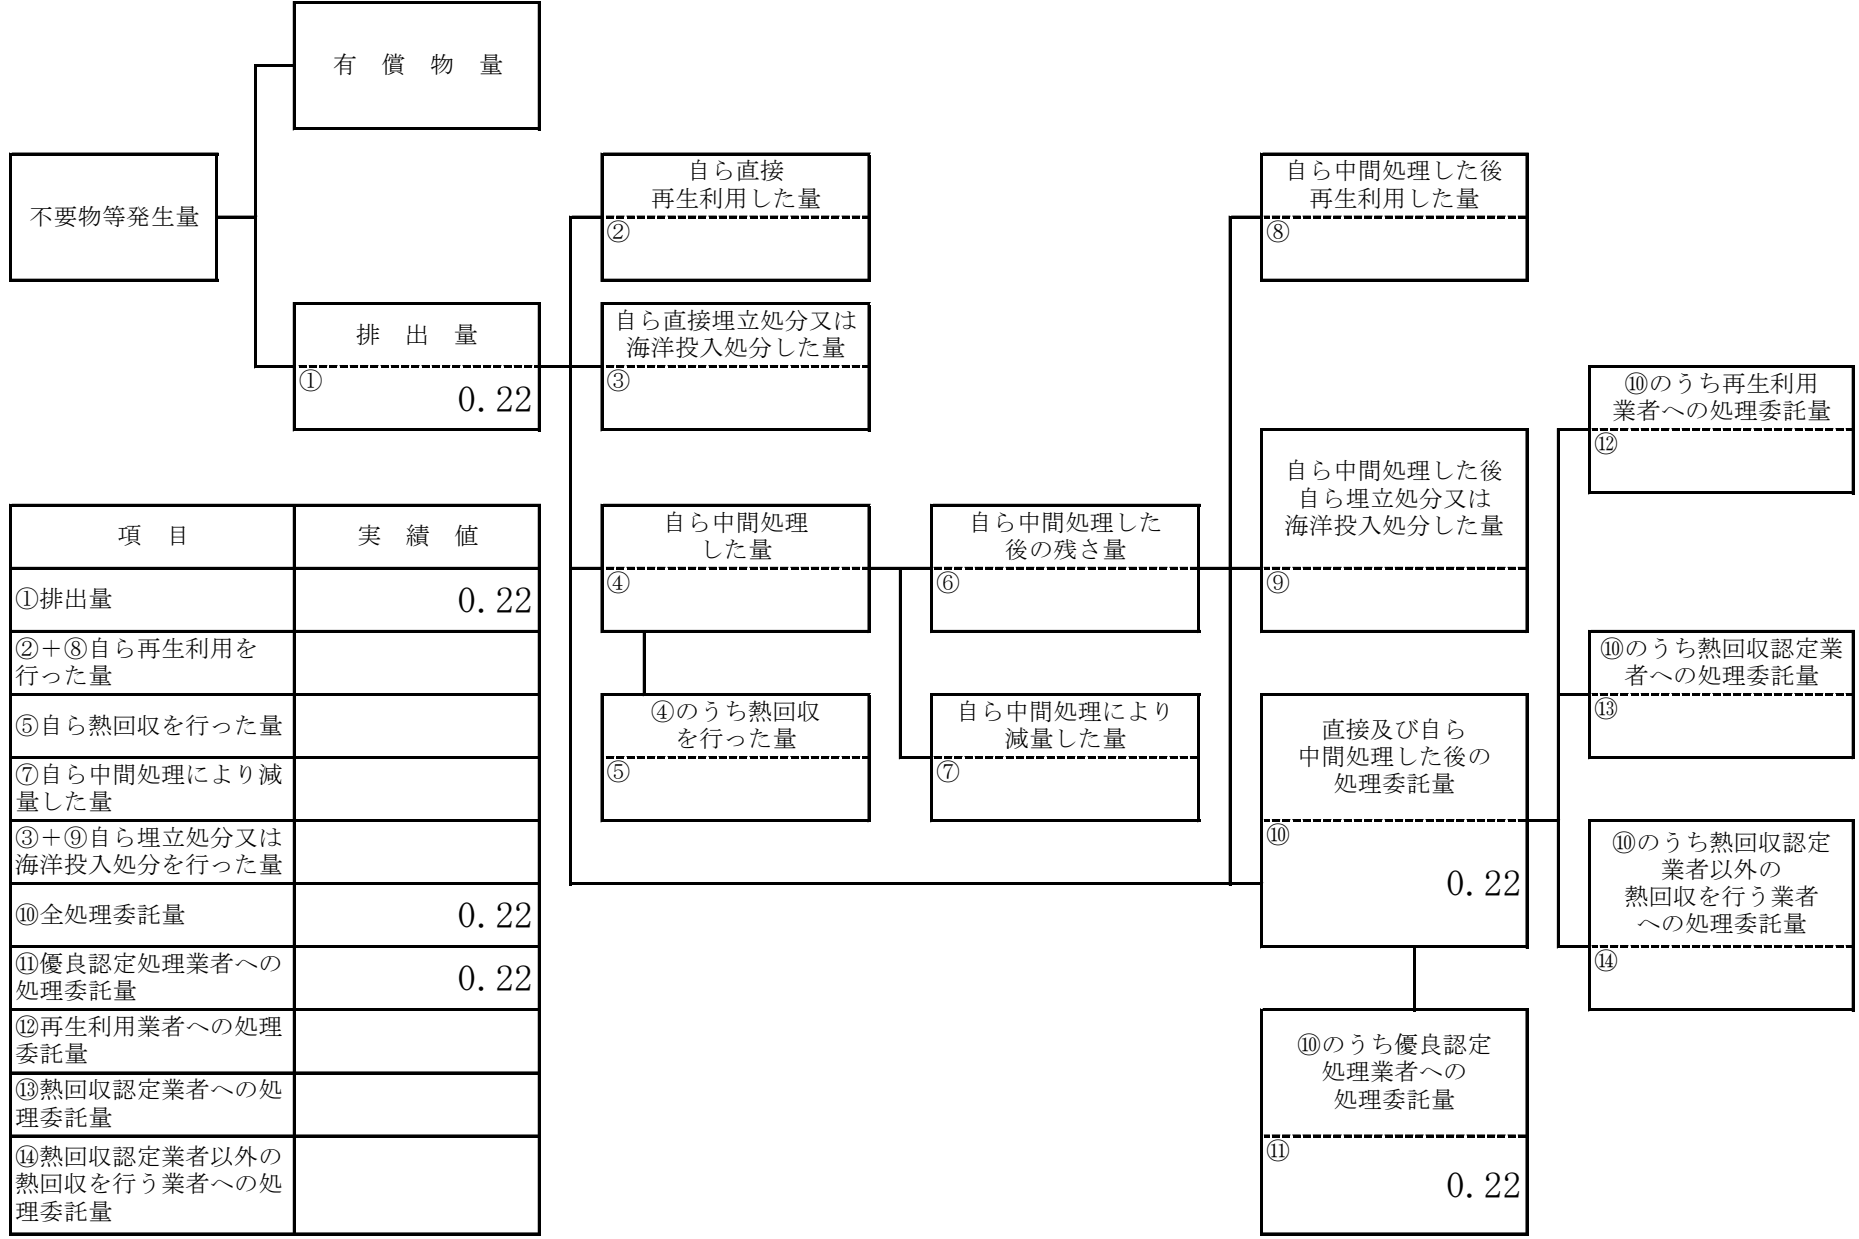 有 償 物 量
不要物等発生量
排 出 量
①
0.22
自ら直接
再生利用した量
②
自ら直接埋立処分又は
海洋投入処分した量
③
自ら中間処理
した量
④
④のうち熱回収
を行った量
⑤
自ら中間処理した
後の残さ量
⑥
自ら中間処理により
減量した量
⑦
自ら中間処理した後
再生利用した量
⑧
自ら中間処理した後
自ら埋立処分又は
海洋投入処分した量
⑨
直接及び自ら
中間処理した後の
処理委託量
⑩
0.22
⑩のうち優良認定
処理業者への
処理委託量
⑪
0.22
⑩のうち再生利用
業者への処理委託量
⑫
⑩のうち熱回収認定業
者への処理委託量
⑬
⑩のうち熱回収認定
業者以外の
熱回収を行う業者
への処理委託量
⑭
項 目
実 績 値
①排出量
0.22
②＋⑧自ら再生利用を
行った量
⑤自ら熱回収を行った量
⑦自ら中間処理により減
量した量
③＋⑨自ら埋立処分又は
海洋投入処分を行った量
⑩全処理委託量
0.22
⑪優良認定処理業者への
処理委託量
0.22
⑫再生利用業者への処理
委託量
⑬熱回収認定業者への処
理委託量
⑭熱回収認定業者以外の
熱回収を行う業者への処
理委託量